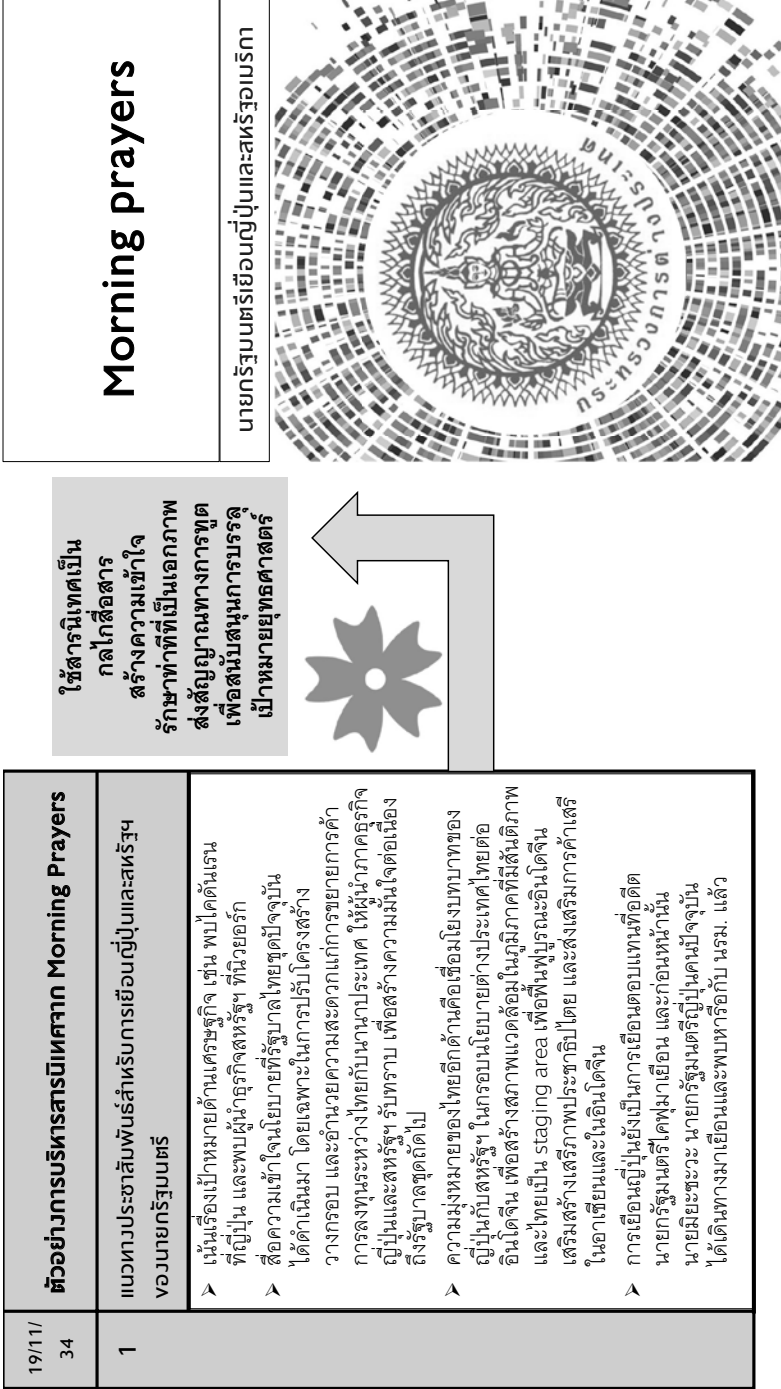 19/11/
34
ตัวอย่างการบริหารสารนิเทศจาก Morning Prayers
1
แนวทางประชาสัมพันธ์สำหรับการเยือนญี่ปุ่นและสหรัฐฯ
ของนายกรัฐมนตรี
➢ เน้นเรื่องเป้าหมายด้านเศรษฐกิจ เช่น พบไคดันเรน
ที่ญี่ปุ่น และพบผู้นำธุรกิจสหรัฐฯ ที่นิวยอร์ก
➢ สื่อความเข้าใจนโยบายที่รัฐบาลไทยชุดปัจจุบัน
ได้ดำเนินมา โดยเฉพาะในการปรับโครงสร้าง
วางกรอบ และอำนวยความสะดวกแก่การขยายการค้า
การลงทุนระหว่างไทยกับนานาประเทศ ให้ผู้นำภาคธุรกิจ
ญี่ปุ่นและสหรัฐฯ รับทราบ เพื่อสร้างความมั่นใจต่อเนื่อง
ถึงรัฐบาลชุดถัดไป
➢ ความมุ่งหมายของไทยอีกด้านคือเชื่อมโยงบทบาทของ
ญี่ปุ่นกับสหรัฐฯ ในกรอบนโยบายต่างประเทศไทยต่อ
อินโดจีน เพื่อสร้างสภาพแวดล้อมในภูมิภาคที่มีสันติภาพ
และไทยเป็น staging area เพื่อฟื้นฟูบูรณะอินโดจีน
เสริมสร้างเสรีภาพประชาธิปไตย และส่งเสริมการค้าเสรี
ในอาเซียนและในอินโดจีน
➢ การเยือนญี่ปุ่นยังเป็นการเยือนตอบแทนที่อดีต
นายกรัฐมนตรีไคฟุมาเยือน และก่อนหน้านั้น
นายมิยะซะวะ นายกรัฐมนตรีญี่ปุ่นคนปัจจุบัน
ได้เดินทางมาเยือนและพบหารือกับ นรม. แล้ว
ใช้สารนิเทศเป็น
กลไกสื่อสาร
สร้างความเข้าใจ
รักษาท่าทีที่เป็นเอกภาพ
ส่งสัญญาณทางการทูต
เพื่อสนับสนุนการบรรลุ
เป้าหมายยุทธศาสตร์
Morning prayers
นายกรัฐมนตรีเยือนญี่ปุ่นและสหรัฐอเมริกา
กระทรวงการต่างประเทศ